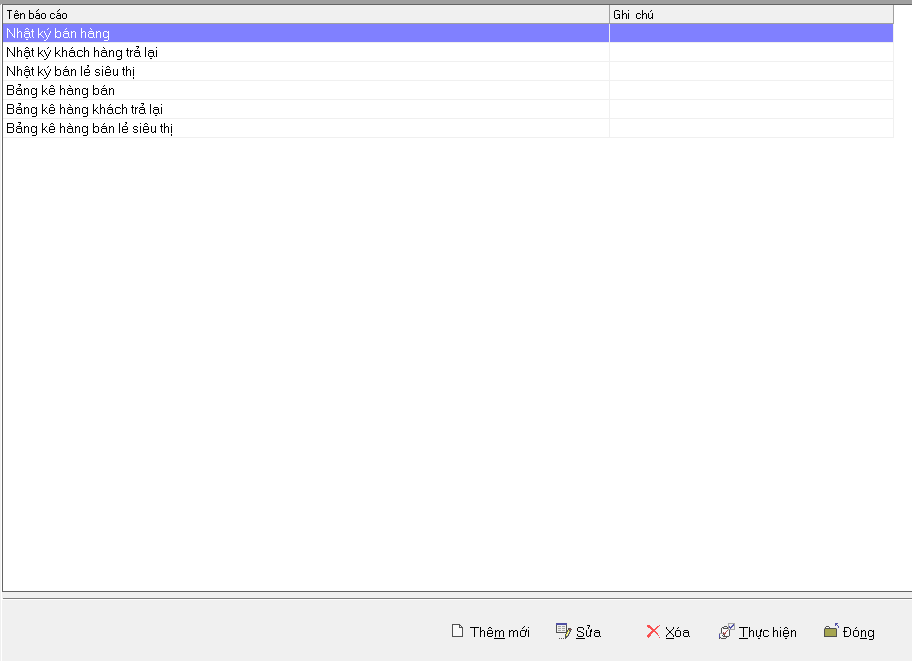 Tên báo cáo Ghi chú
Nhật ký bán hàng
Nhật ký khách hàng trả lại
Nhật ký bán lẻ siêu thị
Bảng kê hàng bán
Bảng kê hàng khách trả lại
Bảng kê hàng bán lẻ siêu thị
Thêm mới Sửa Xóa Thực hiện Đóng